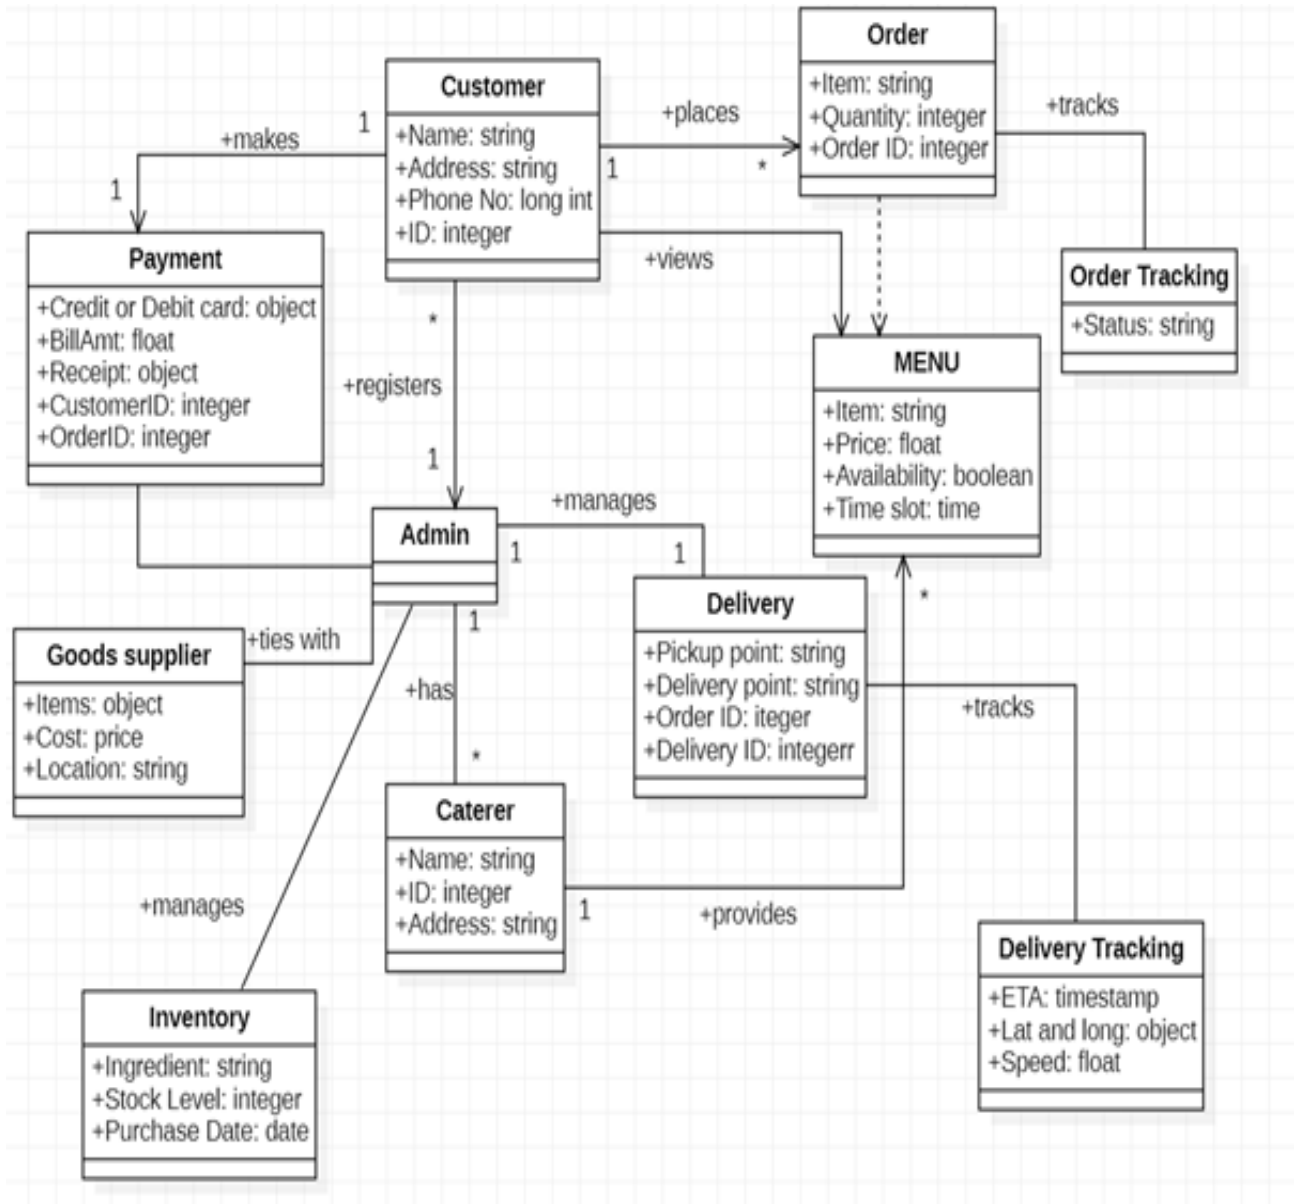 Order
+Item: string
+Quantity: integer
+Order ID: integer
Customer
+Name: string
+Address: string
+Phone No: long int
+ID: integer
+places
1
*
+tracks
+makes
1
1
+views
Payment
+Credit or Debit card: object
+BillAmt: float
+Receipt: object
+CustomerID: integer
+OrderID: integer
Order Tracking
+Status: string
*
+registers
1
MENU
+Item: string
+Price: float
+Availability: boolean
+Time slot: time
Admin
+manages
1
1
Delivery
+Pickup point: string
+Delivery point: string
+Order ID: iteger
+Delivery ID: integerr
*
Goods supplier
+Items: object
+Cost: price
+Location: string
+ties with
1
+has
*
+tracks
Caterer
+Name: string
+ID: integer
+Address: string
1
+provides
+manages
Delivery Tracking
+ETA: timestamp
+Lat and long: object
+Speed: float
Inventory
+Ingredient: string
+Stock Level: integer
+Purchase Date: date